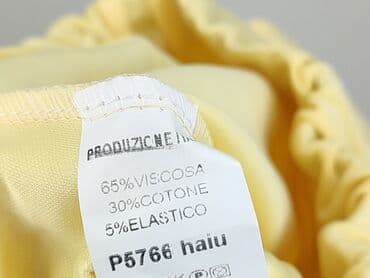 PRODUZIONE
65%VISCOSA
30%COTONE
5%ELASTICO
P5766 haiu
P